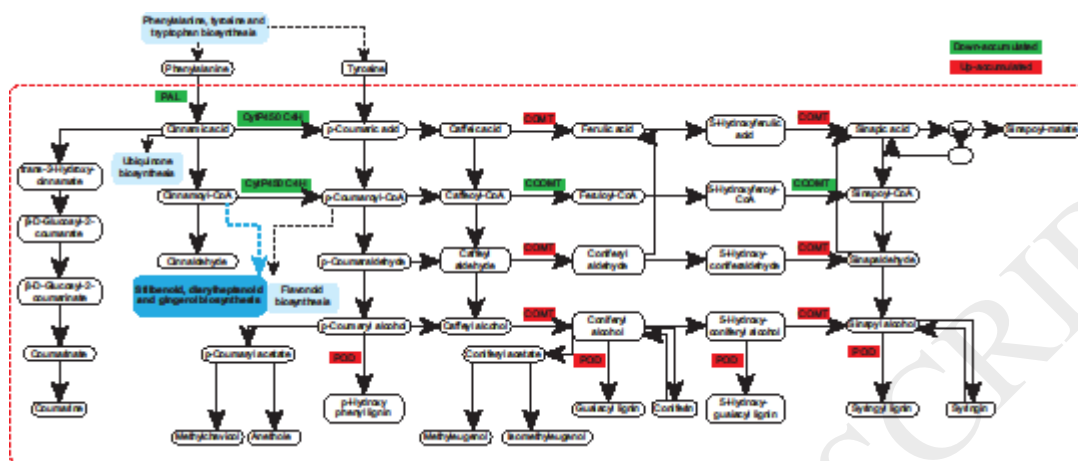 Phenylalanine, tyrosine and
tryptophan biosynthesis
Down-accumulated
Up-accumulated
Phenylalanine
Tyrosine
PAL
CytP450 C4H
COMT
COMT
Cinnamic acid
p-Coumaric acid
Caffeic acid
Ferulic acid
5-Hydroxyferulic
acid
Sinapic acid
Sinapoyl-malate
Ubiquinone
biosynthesis
trans-2-Hydroxy-
cinnamate
CytP450 C4H
CCOMT
CCOMT
Cinnamoyl-CoA
p-Coumaroyl-CoA
Caffeoyl-CoA
Feruloyl-CoA
5-Hydroxyferoyl-
CoA
Sinapoyl-CoA
β-D-Glucosyl-2-
coumarate
COMT
COMT
Cinnaldehyde
p-Coumaraldehyde
Caffeyl
aldehyde
Coniferyl
aldehyde
5-Hydroxy-
coniferaldehyde
Sinapaldehyde
β-D-Glucosyl-2-
coumarinate
Stilbenoid, diarylheptanoid
and gingerol biosynthesis
Flavonoid
biosynthesis
COMT
COMT
p-Coumaryl alcohol
Caffeyl alcohol
Coniferyl
alcohol
5-Hydroxy-
coniferyl alcohol
Sinapyl alcohol
Coumarinate
p-Coumaryl acetate
POD
Coniferyl acetate
POD
POD
POD
Coumarine
p-Hydroxy
phenyl lignin
Guaiacyl lignin
Coniferin
5-Hydroxy-
guaiacyl lignin
Syringyl lignin
Syringin
Methylchavicol
Anethole
Methyleugenol
Isomethyleugenol
SCRIP